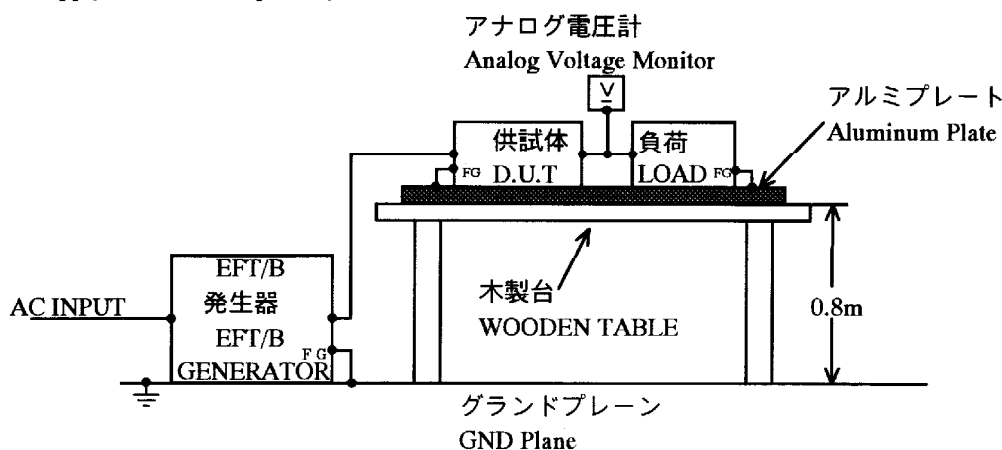 アナログ電圧計
Analog Voltage Monitor
V
アルミプレート
Aluminum Plate
供試体
FG D.U.T
負荷
LOAD FG
AC INPUT
EFT/B
発生器
EFT/B
F G
GENERATOR
木製台
WOODEN TABLE
0.8m
グランドプレーン
GND Plane